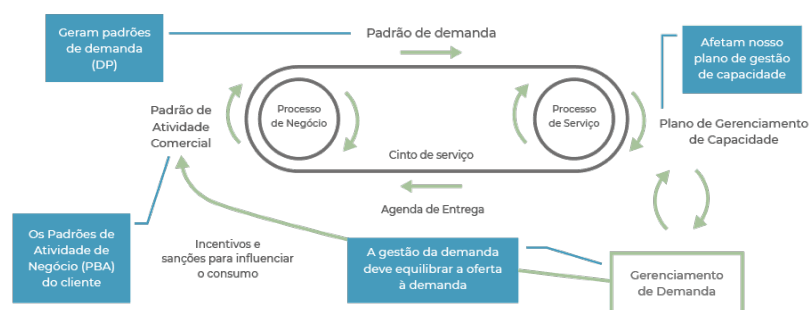 Geram padrões
de demanda
(DP)
Padrão de demanda
Afetam nosso
plano de gestão
de capacidade
Padrão de
Atividade
Comercial
Processo
de Negócio
Processo
de Serviço
Plano de Gerenciamento
de Capacidade
Cinto de serviço
Agenda de Entrega
Os Padrões de
Atividade de
Negócio (PBA)
do cliente
Incentivos e
sanções para influenciar
o consumo
A gestão da demanda
deve equilibrar a oferta
à demanda
Gerenciamento
de Demanda